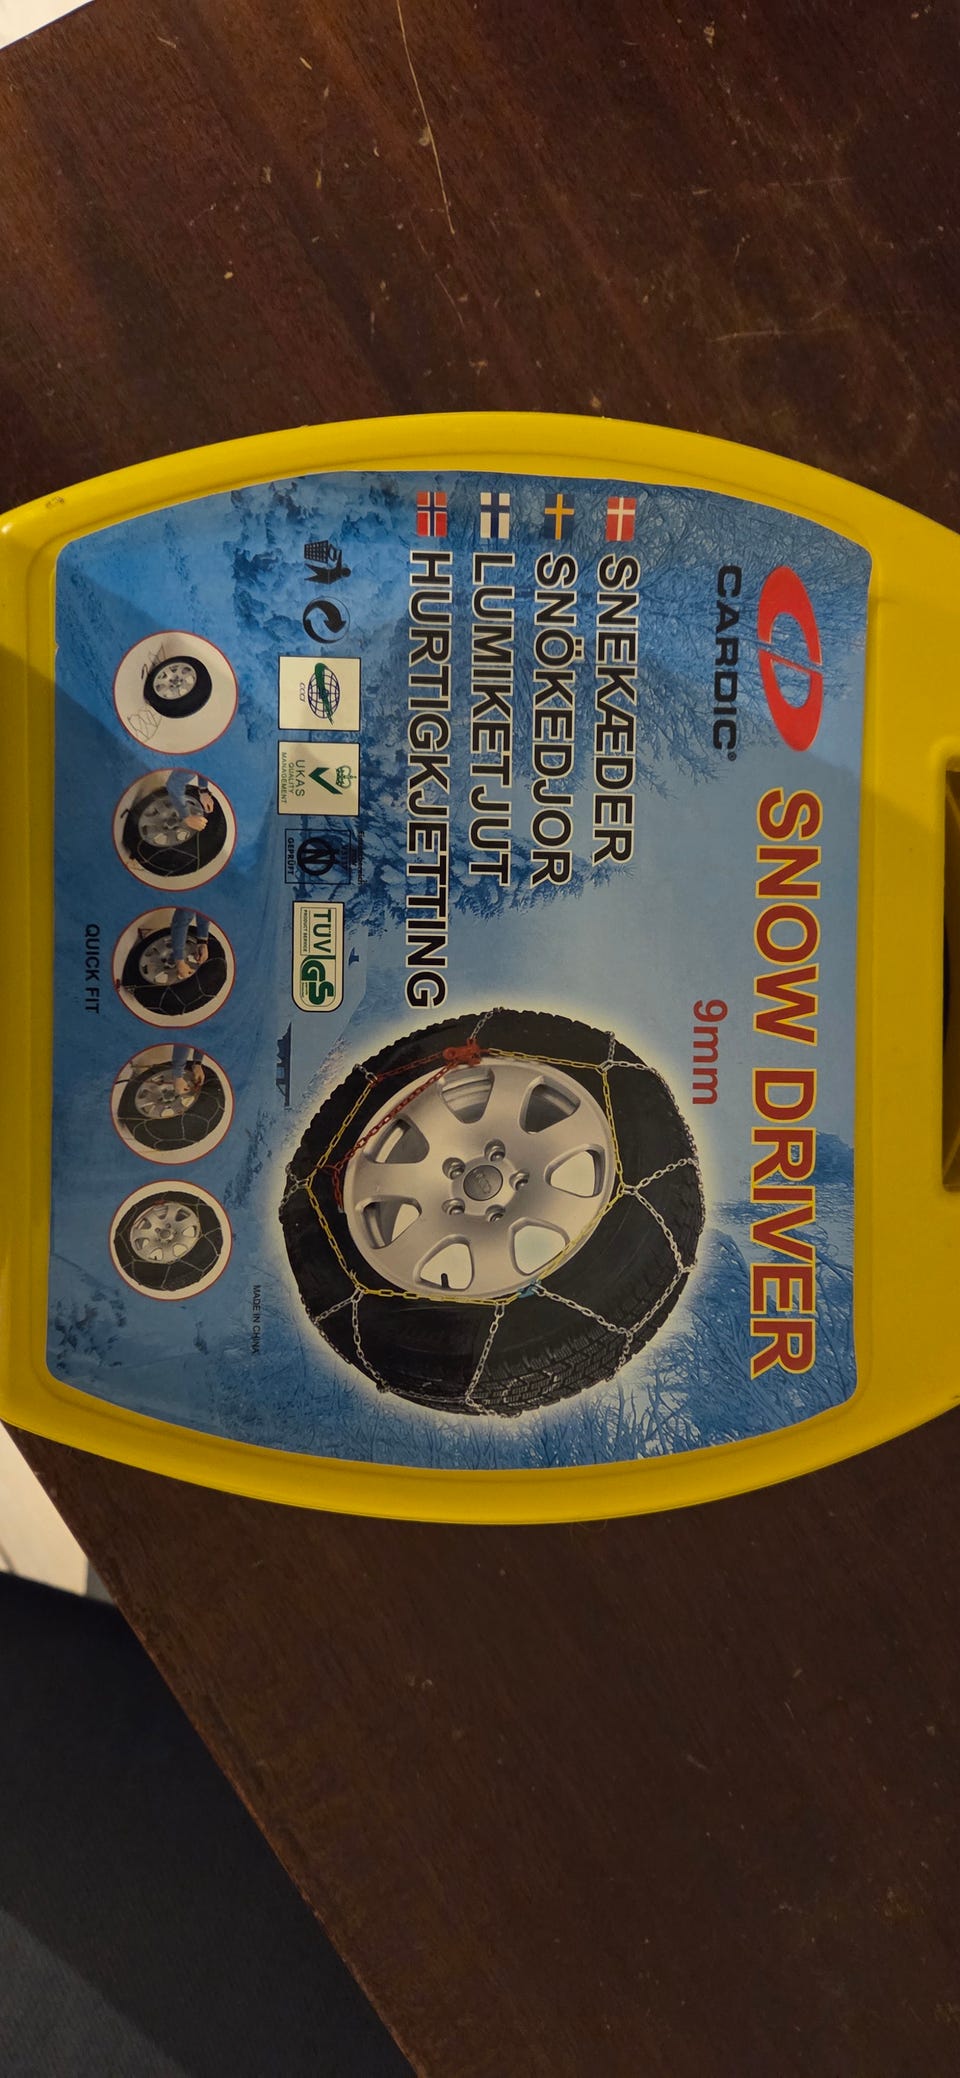 CARDIC®
SNOW DRIVER
9mm
SNEKÆDER
SNÖKEDJOR
LUMIKETJUT
HURTIGKJETTING
CCCI
UKAS
QUALITY
MANAGEMENT
N
GEPRÜFT
TUV
PRODUCT SERVICE
GS
MADE IN CHINA
QUICK FIT